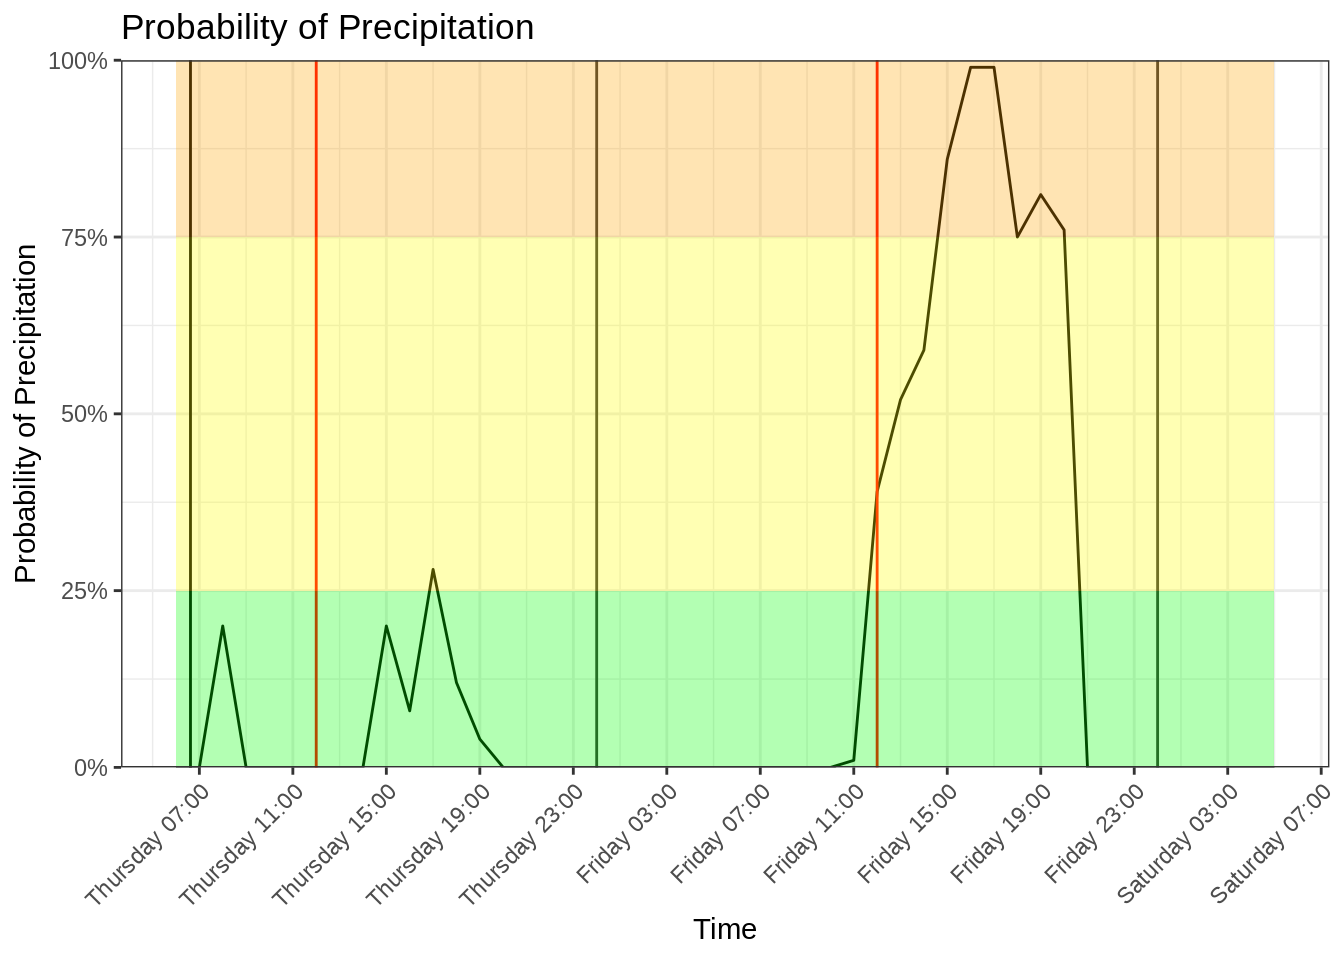 Probability of Precipitation
Probability of Precipitation
100%
75%
50%
25%
0%
Thursday 07:00
Thursday 11:00
Thursday 15:00
Thursday 19:00
Thursday 23:00
Friday 03:00
Friday 07:00
Friday 11:00
Friday 15:00
Friday 19:00
Friday 23:00
Saturday 03:00
Saturday 07:00
Time